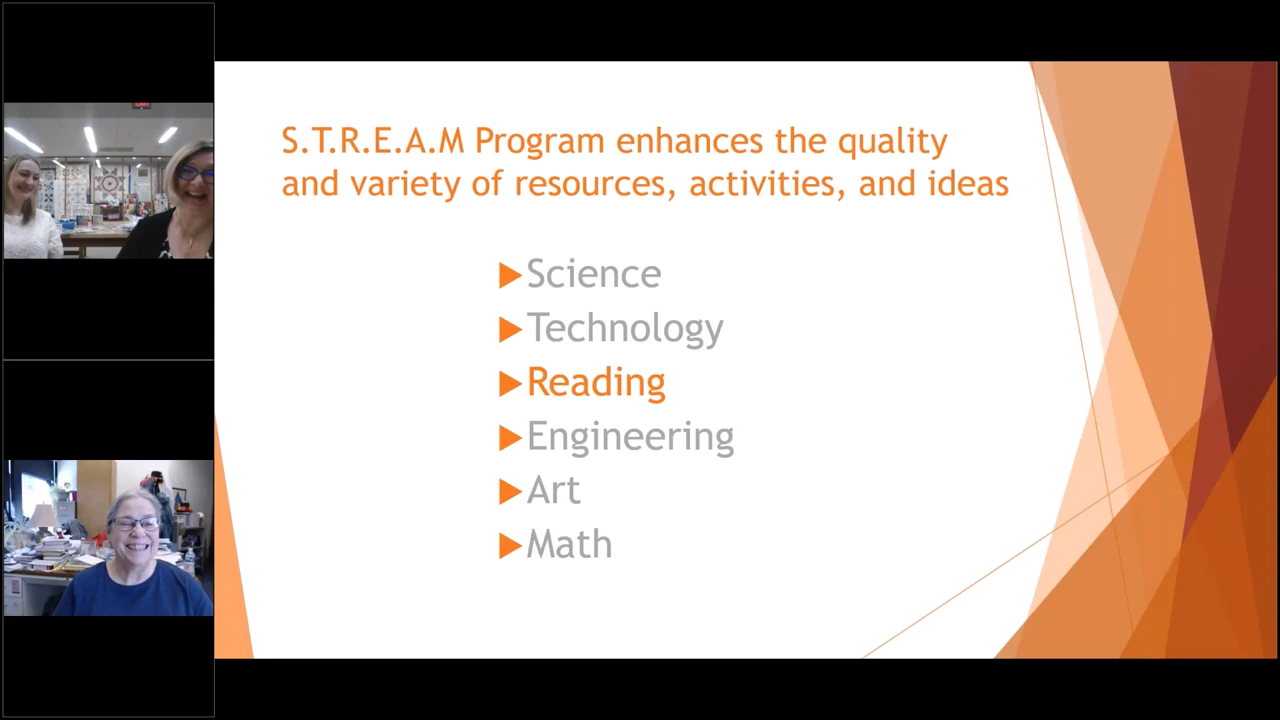 S.T.R.E.A.M Program enhances the quality
and variety of resources, activities, and ideas
Science
Technology
Reading
Engineering
Art
Math